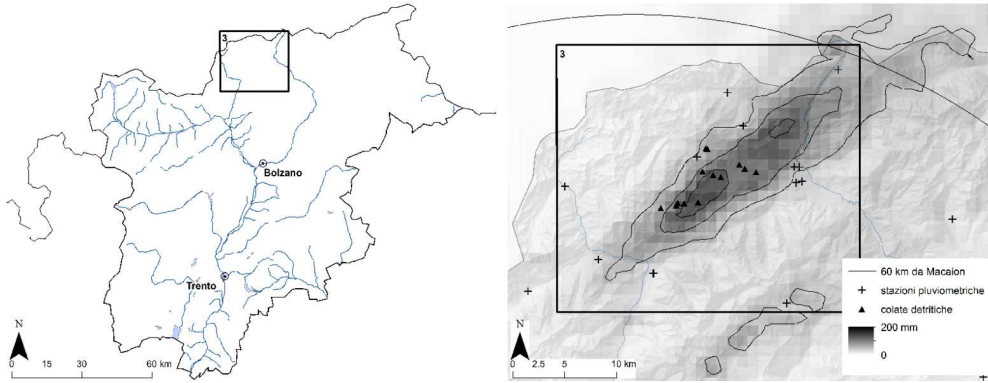 3
Bolzano
Trento
N
0 15 30 60 km
3
60 km da Macaion
stazioni pluviometriche
colate detritiche
200 mm
0
N
0 2.5 5 10 km